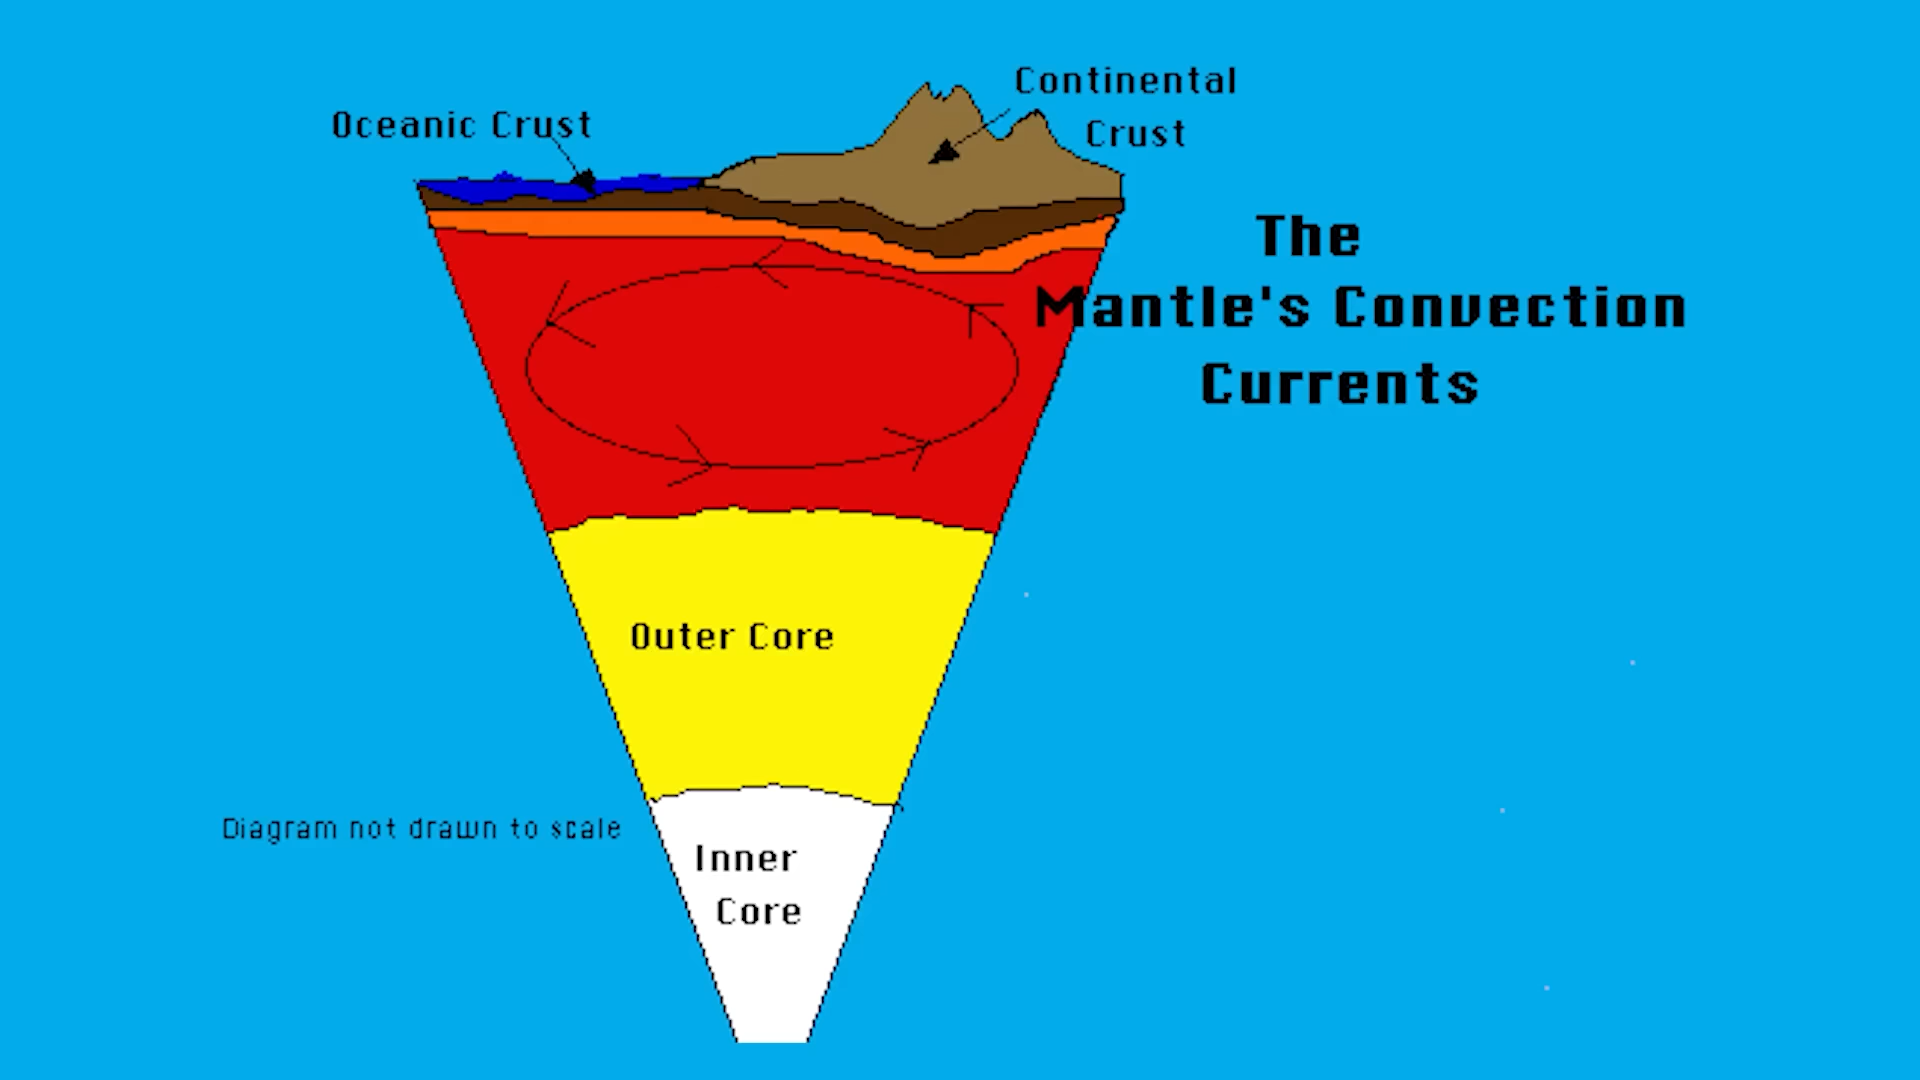 Continental
Crust
Oceanic Crust
The
Mantle's Convection
Currents
Outer Core
Diagram not drawn to scale
Inner
Core